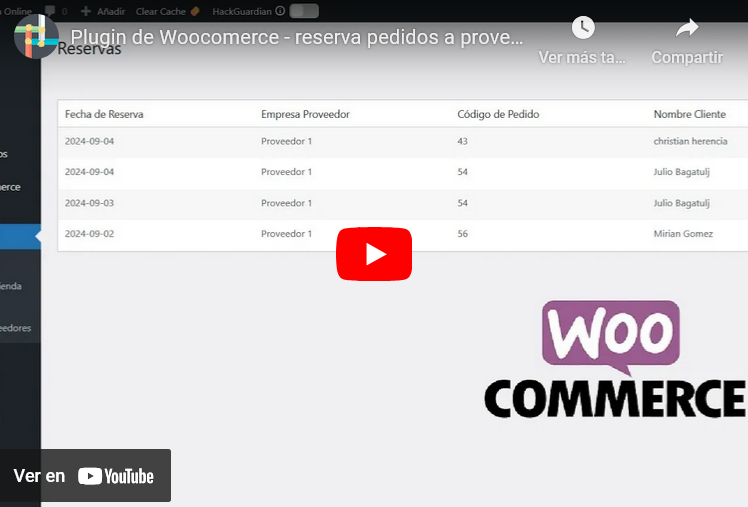 Online 0 Añadir Clear Cache HackGuardian
Plugin de Woocomerce - reserva pedidos a prove...
Ver más ta...
Compartir
Reservas
Fecha de Reserva Empresa Proveedor Código de Pedido Nombre Cliente
2024-09-04 Proveedor 1 43 christian herencia
2024-09-04 Proveedor 1 54 Julio Bagatulj
2024-09-03 Proveedor 1 54 Julio Bagatulj
2024-09-02 Proveedor 1 56 Mirian Gomez
os
erce
ienda
eedores
WOO
COMMERCE
Ver en YouTube